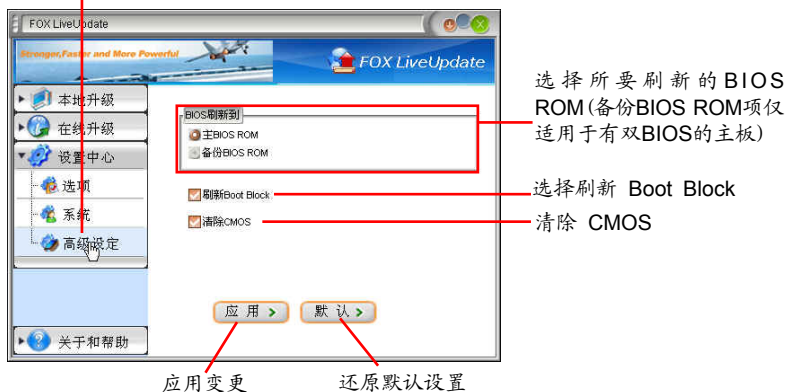 FOX LiveUpdate
Stronger,Faster and More Powerful
FOX LiveUpdate
本地升级
在线升级
设置中心
选项
系统
高级设定
关于和帮助
BIOS刷新到
主BIOS ROM
备份BIOS ROM
刷新Boot Block
清除CMOS
应 用
默 认
选择所要刷新的BIOS
ROM(备份BIOS ROM项仅
适用于有双BIOS的主板)
选择刷新 Boot Block
清除 CMOS
应用变更
还原默认设置